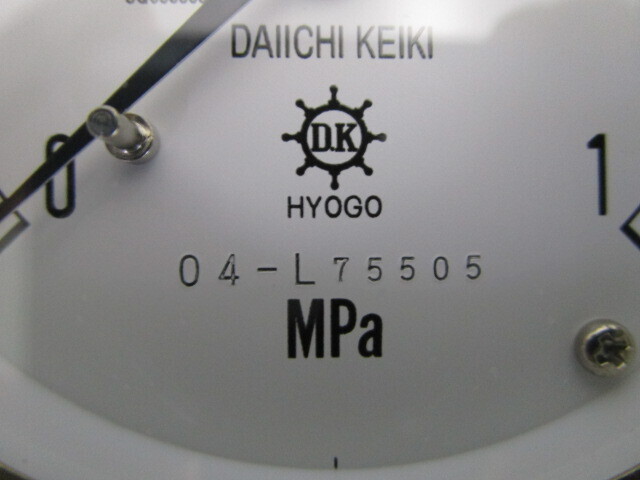 DAIICHI KEIKI
D.K
HYOGO
0
1
04-L75505
MPa